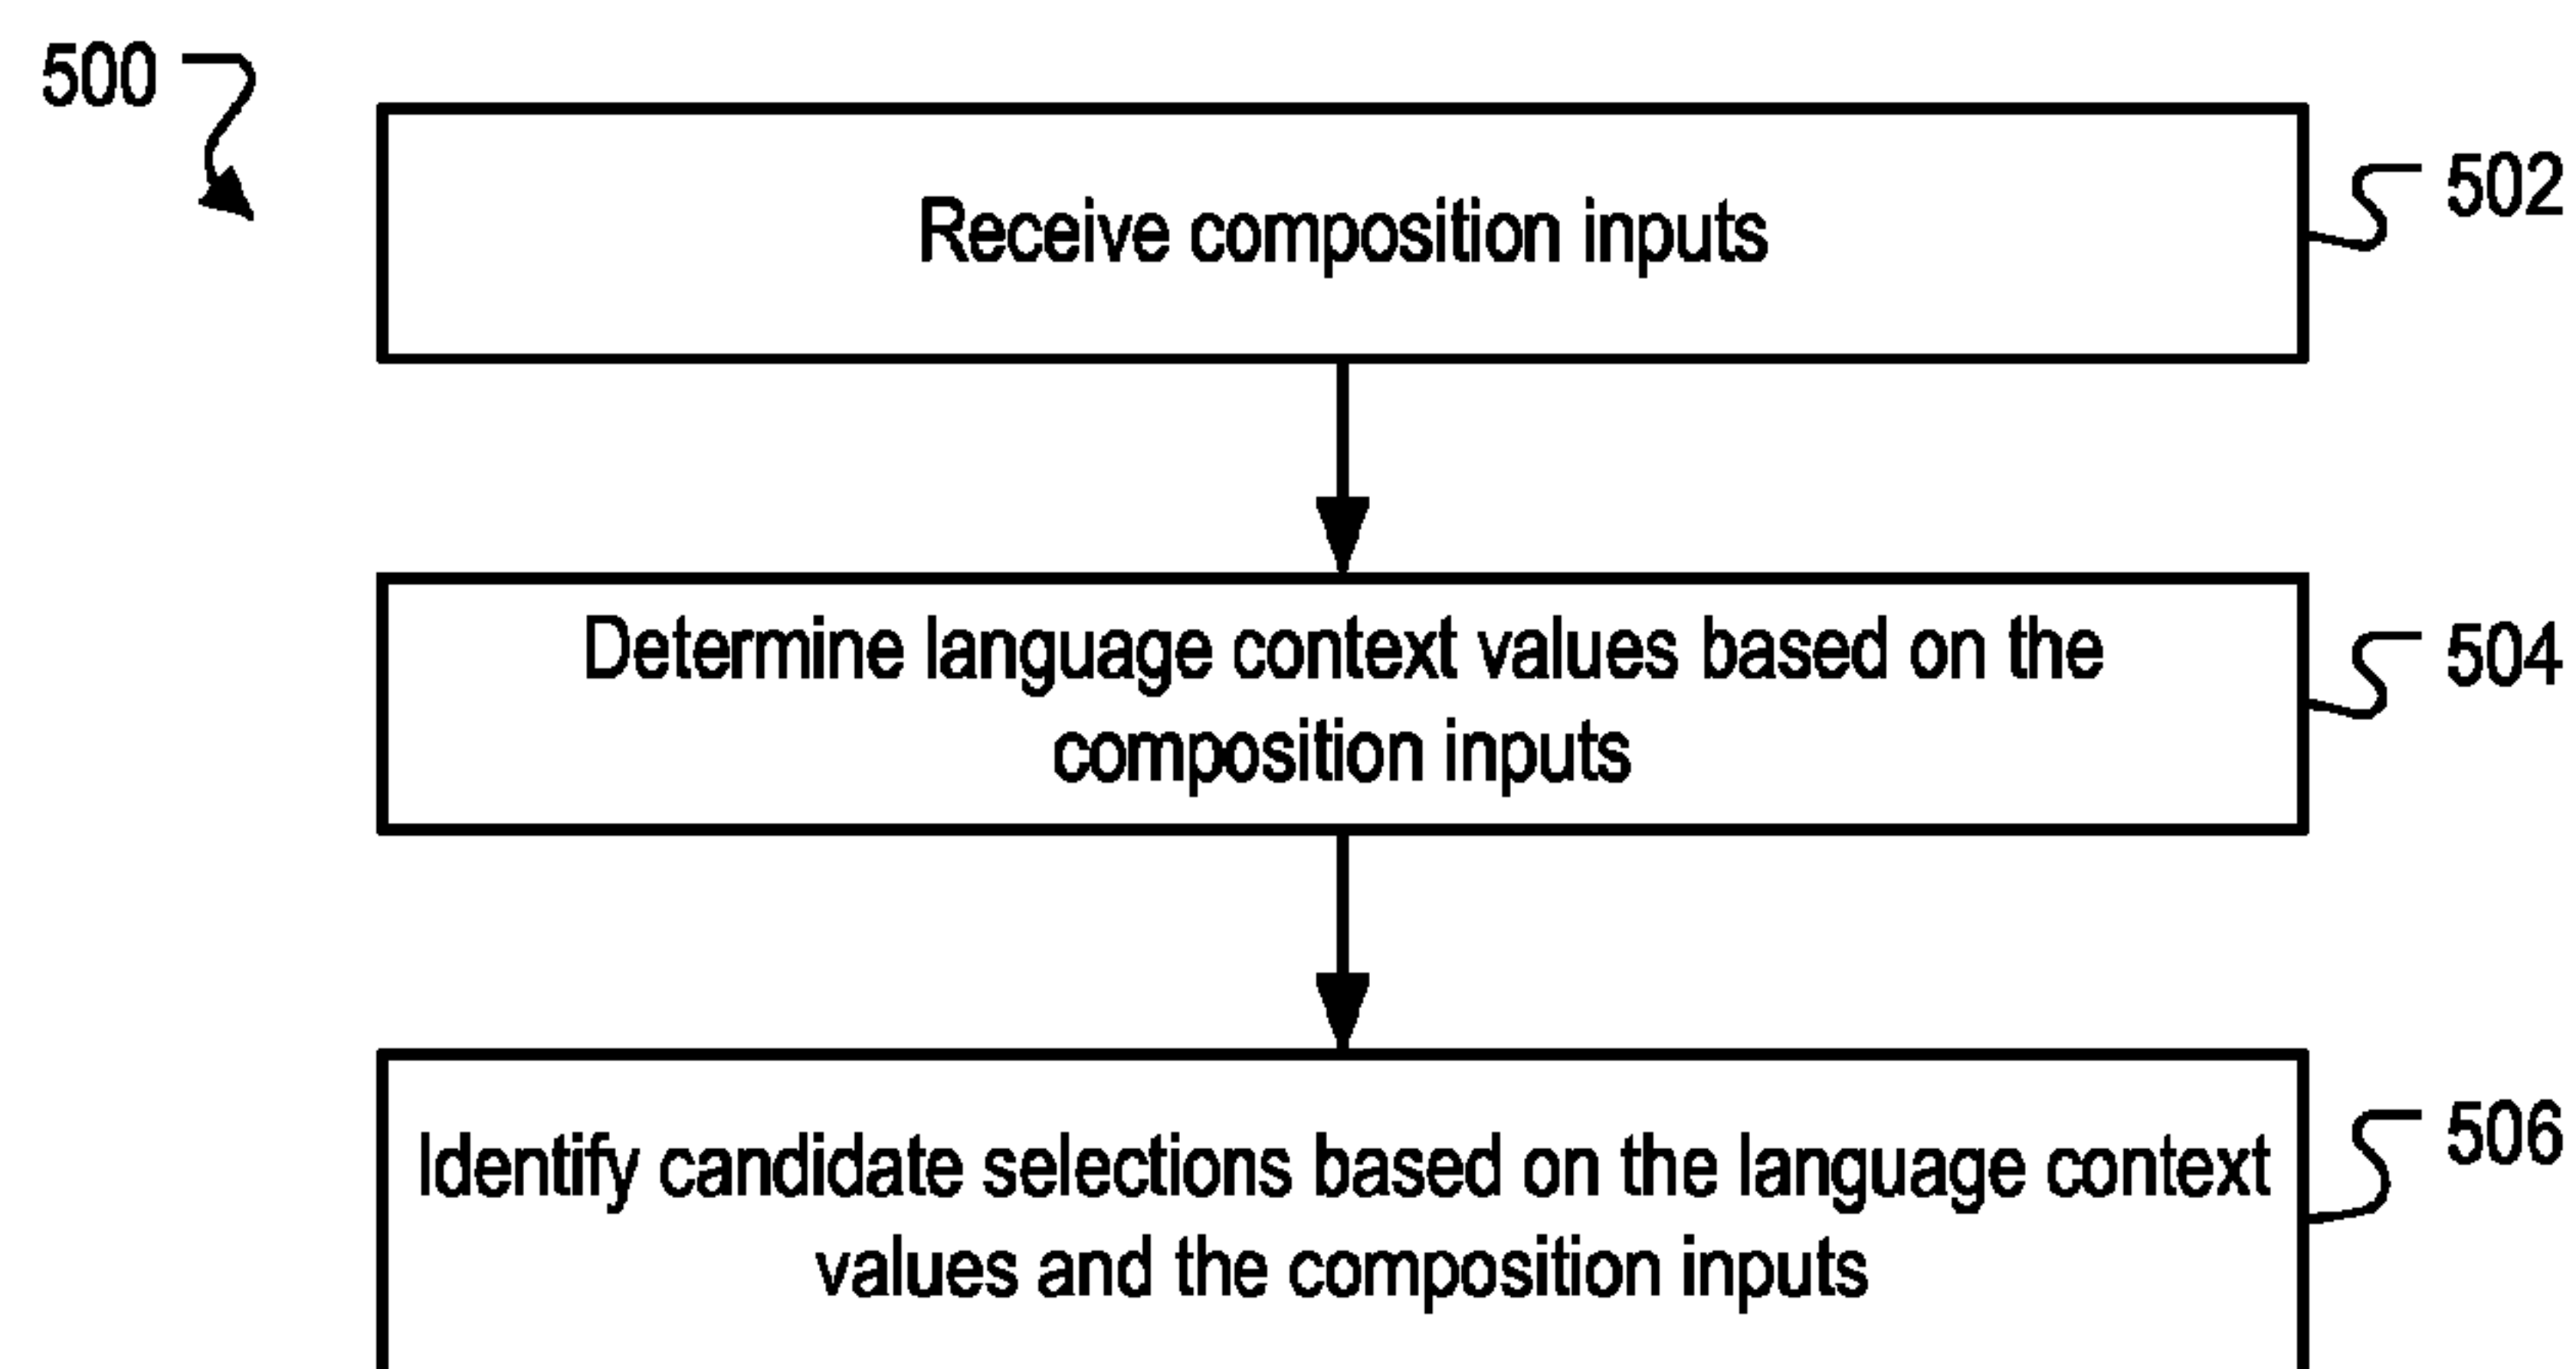 500
Receive composition inputs
502
Determine language context values based on the
composition inputs
504
Identify candidate selections based on the language context
values and the composition inputs
506